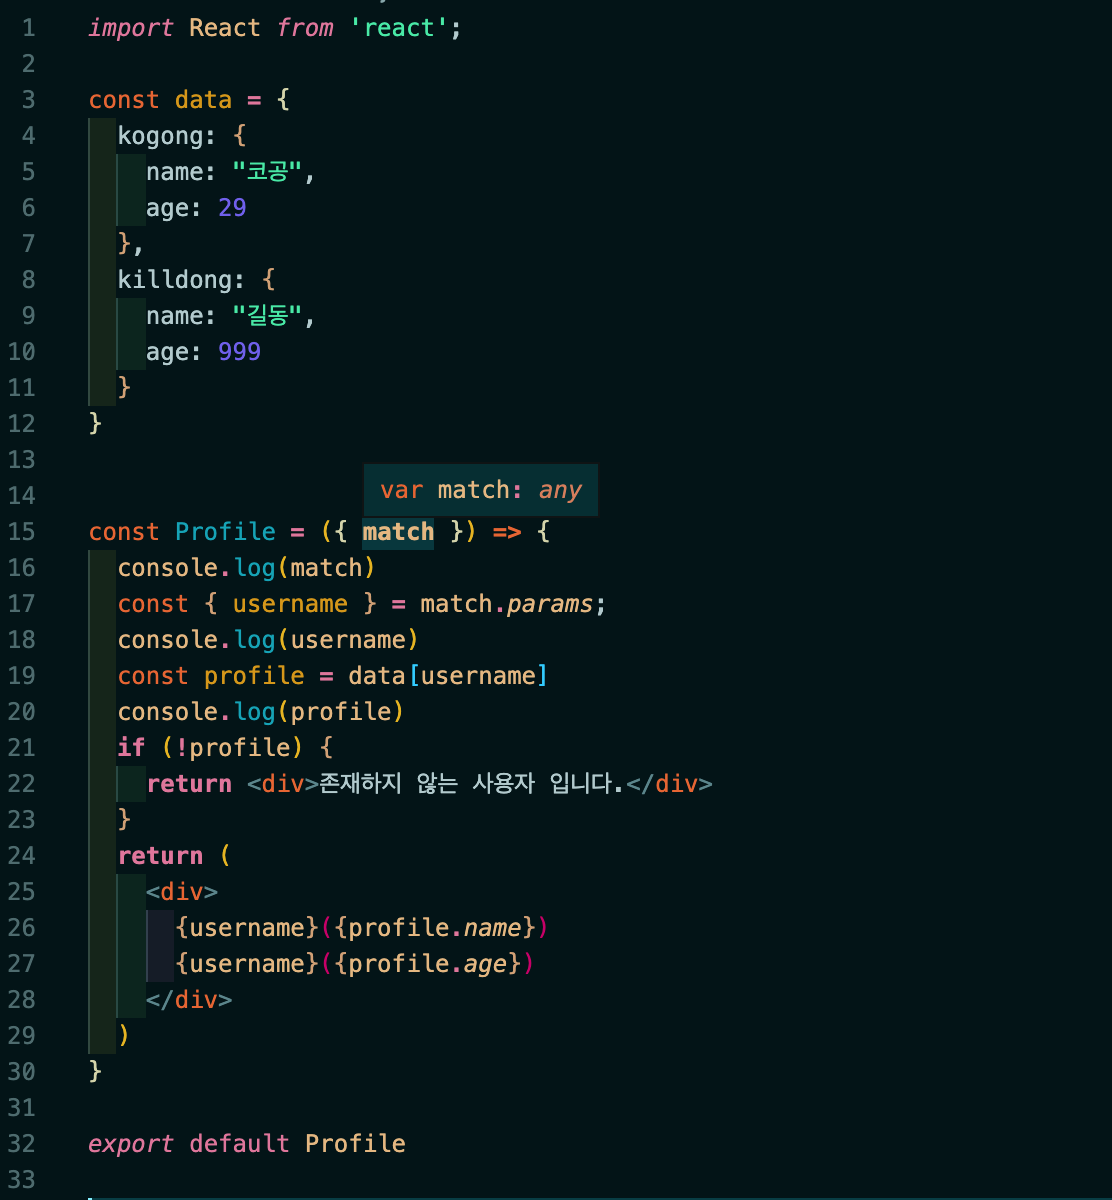 1 import React from 'react';
2
3 const data = {
4 kogong: {
5 name: "코공",
6 age: 29
7 },
8 killdong: {
9 name: "길동",
10 age: 999
11 }
12 }
13
var match: any
14
15 const Profile = ({ match }) => {
16 console.log(match)
17 const { username } = match.params;
18 console.log(username)
19 const profile = data[username]
20 console.log(profile)
21 if (!profile) {
22 return <div>존재하지 않는 사용자 입니다.</div>
23 }
24 return (
25 <div>
26 {username}({profile.name})
27 {username}({profile.age})
28 </div>
29 )
30 }
31
32 export default Profile
33